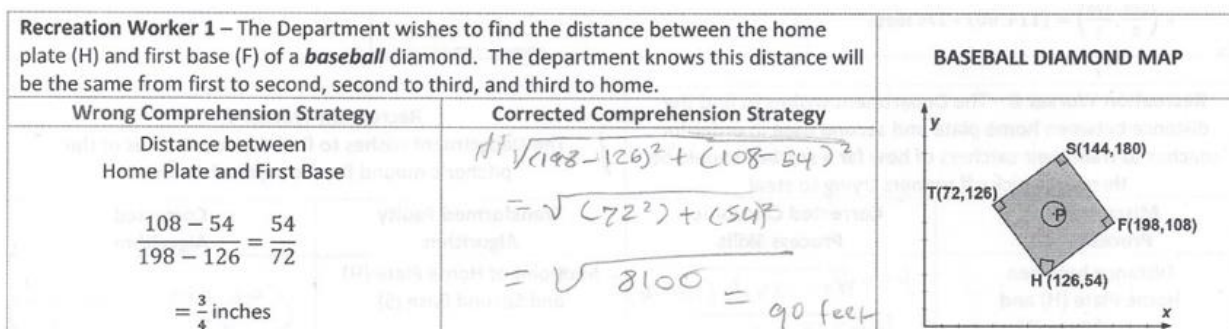 Recreation Worker 1 – The Department wishes to find the distance between the home
plate (H) and first base (F) of a baseball diamond. The department knows this distance will
be the same from first to second, second to third, and third to home.
BASEBALL DIAMOND MAP
Wrong Comprehension Strategy
Distance between
Home Plate and First Base
108 − 54 / 198 − 126 = 54 / 72
= 3/4 inches
Corrected Comprehension Strategy
√(198-126)² + (108-54)²
= √(72²) + (54)²
= √8100 = 90 feet
y
S(144,180)
T(72,126)
P
F(198,108)
H (126,54)
x